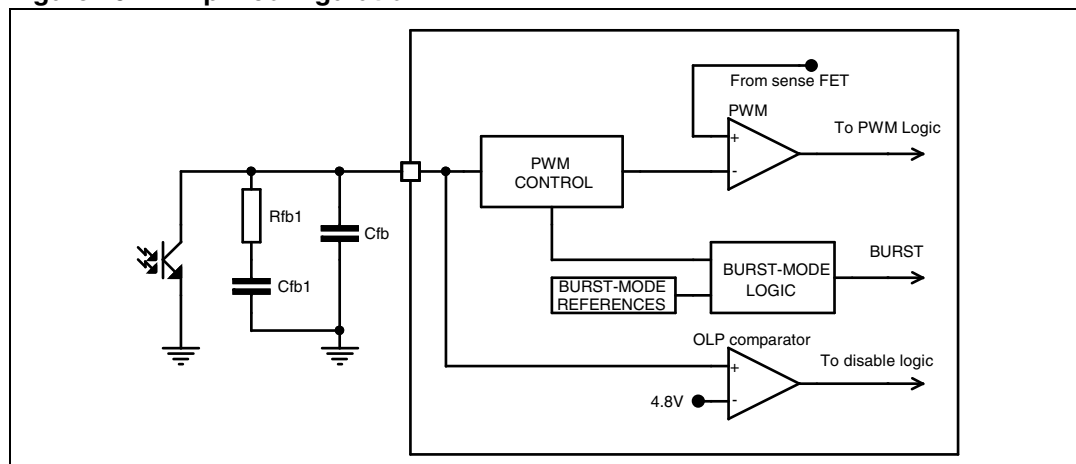 From sense FET
PWM
To PWM Logic
+
-
PWM
CONTROL
Rfb1
Cfb
Cfb1
BURST
BURST-MODE
LOGIC
BURST-MODE
REFERENCES
OLP comparator
To disable logic
+
4.8V
-